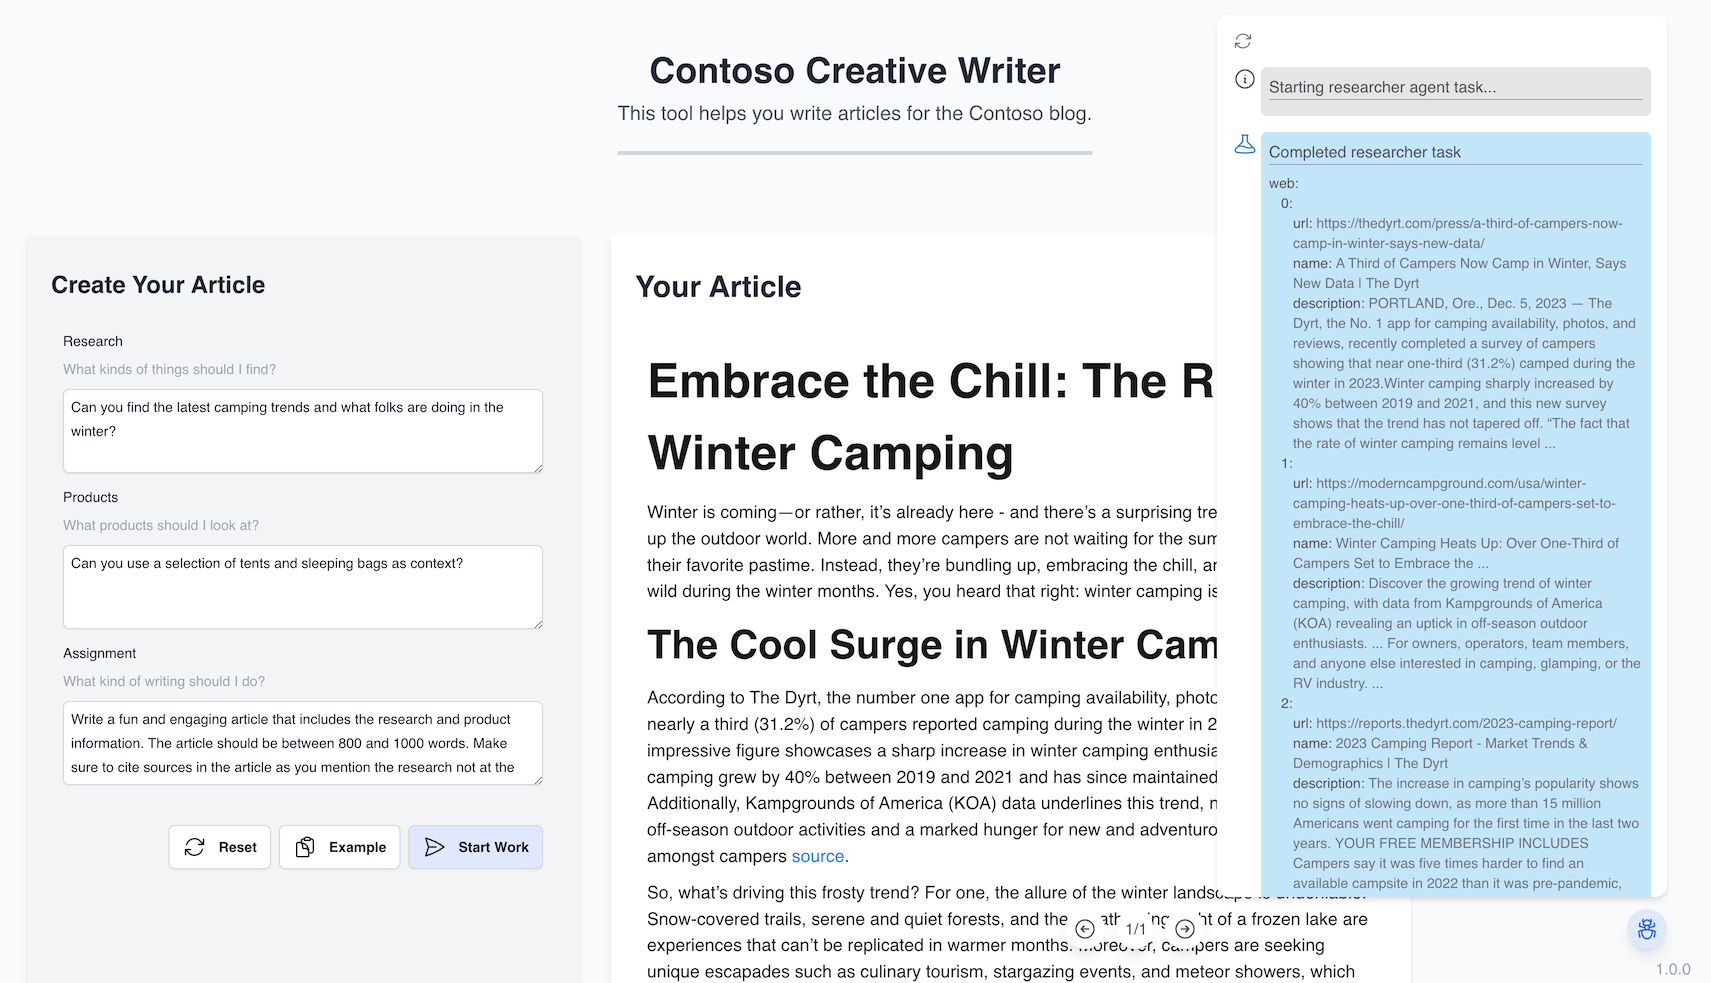 Contoso Creative Writer
This tool helps you write articles for the Contoso blog.
Create Your Article
Research
What kinds of things should I find?
Can you find the latest camping trends and what folks are doing in the
winter?
Products
What products should I look at?
Can you use a selection of tents and sleeping bags as context?
Assignment
What kind of writing should I do?
Write a fun and engaging article that includes the research and product
information. The article should be between 800 and 1000 words. Make
sure to cite sources in the article as you mention the research not at the
Reset
Example
Start Work
Your Article
Embrace the Chill: The R
Winter Camping
Winter is coming—or rather, it’s already here - and there’s a surprising tre
up the outdoor world. More and more campers are not waiting for the sum
their favorite pastime. Instead, they’re bundling up, embracing the chill, an
wild during the winter months. Yes, you heard that right: winter camping is
The Cool Surge in Winter Cam
According to The Dyrt, the number one app for camping availability, photo
nearly a third (31.2%) of campers reported camping during the winter in 2
impressive figure showcases a sharp increase in winter camping enthusia
camping grew by 40% between 2019 and 2021 and has since maintained
Additionally, Kampgrounds of America (KOA) data underlines this trend, n
off-season outdoor activities and a marked hunger for new and adventuro
amongst campers source.
So, what’s driving this frosty trend? For one, the allure of the winter landscape is undeniable.
Snow-covered trails, serene and quiet forests, and the of a frozen lake are
experiences that can’t be replicated in warmer months. Moreover, campers are seeking
unique escapades such as culinary tourism, stargazing events, and meteor showers, which
1/1
Starting researcher agent task...
Completed researcher task
web:
0:
url: https://thedyrt.com/press/a-third-of-campers-now-
camp-in-winter-says-new-data/
name: A Third of Campers Now Camp in Winter, Says
New Data | The Dyrt
description: PORTLAND, Ore., Dec. 5, 2023 — The
Dyrt, the No. 1 app for camping availability, photos, and
reviews, recently completed a survey of campers
showing that near one-third (31.2%) camped during the
winter in 2023.Winter camping sharply increased by
40% between 2019 and 2021, and this new survey
shows that the trend has not tapered off. “The fact that
the rate of winter camping remains level ...
1:
url: https://moderncampground.com/usa/winter-
camping-heats-up-over-one-third-of-campers-set-to-
embrace-the-chill/
name: Winter Camping Heats Up: Over One-Third of
Campers Set to Embrace the ...
description: Discover the growing trend of winter
camping, with data from Kampgrounds of America
(KOA) revealing an uptick in off-season outdoor
enthusiasts. ... For owners, operators, team members,
and anyone else interested in camping, glamping, or the
RV industry. ...
2:
url: https://reports.thedyrt.com/2023-camping-report/
name: 2023 Camping Report - Market Trends &
Demographics | The Dyrt
description: The increase in camping’s popularity shows
no signs of slowing down, as more than 15 million
Americans went camping for the first time in the last two
years. YOUR FREE MEMBERSHIP INCLUDES
Campers say it was five times harder to find an
available campsite in 2022 than it was pre-pandemic,
1.0.0